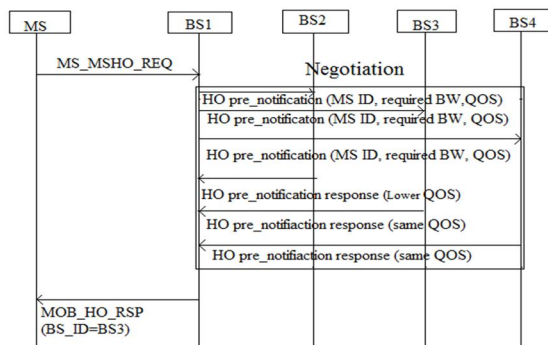 MS
BS1
BS2
BS3
BS4
MS_MSHO_REQ
Negotiation
HO pre_notification (MS ID, required BW,QOS)
HO pre_notificaton (MS ID, required BW, QOS)
HO pre_notification (MS ID, required BW, QOS)
HO pre_notification response (Lower QOS)
HO pre_notifiaction response (same QOS)
HO pre_notifiaction response (same QOS)
MOB_HO_RSP
(BS_ID=BS3)